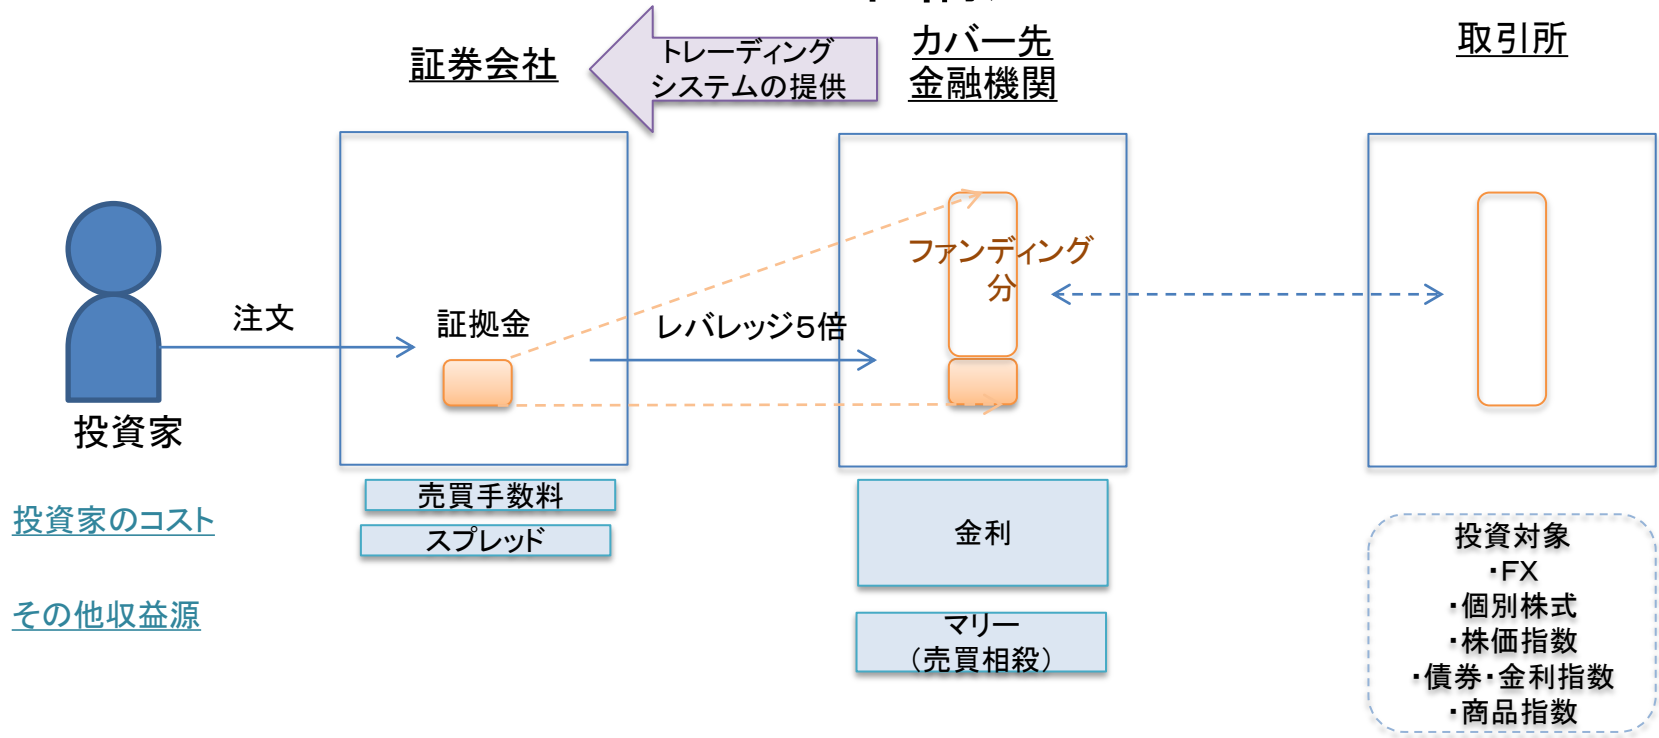 証券会社
トレーディング
システムの提供
カバー先
金融機関
取引所
注文
証拠金
レバレッジ5倍
ファンディング
分
投資家
投資家のコスト
売買手数料
スプレッド
金利
その他収益源
マリー
（売買相殺）
投資対象
・FX
・個別株式
・株価指数
・債券・金利指数
・商品指数